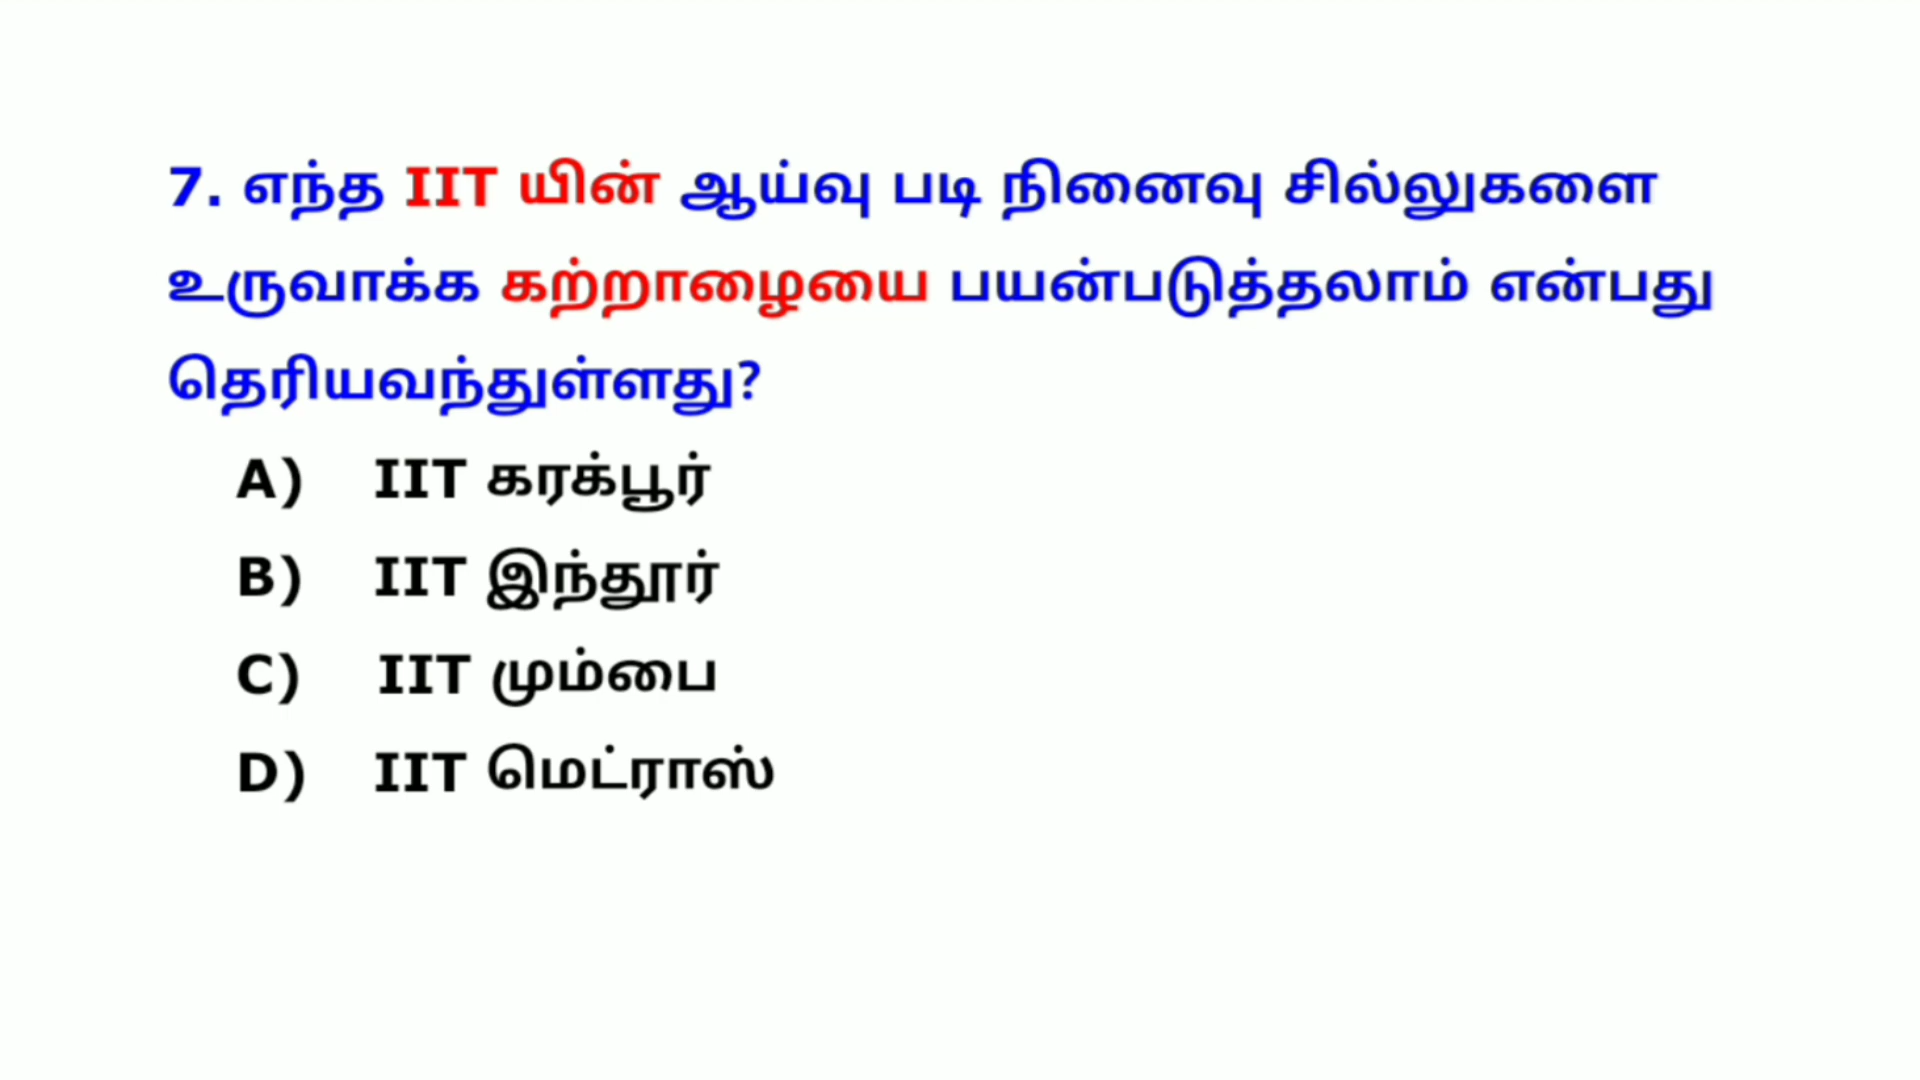 7. எந்த IIT யின் ஆய்வு படி நினைவு சில்லுகளை
உருவாக்க கற்றாழையை பயன்படுத்தலாம் என்பது
தெரியவந்துள்ளது?
A) IIT கரக்பூர்
B) IIT இந்தூர்
C) IIT மும்பை
D) IIT மெட்ராஸ்